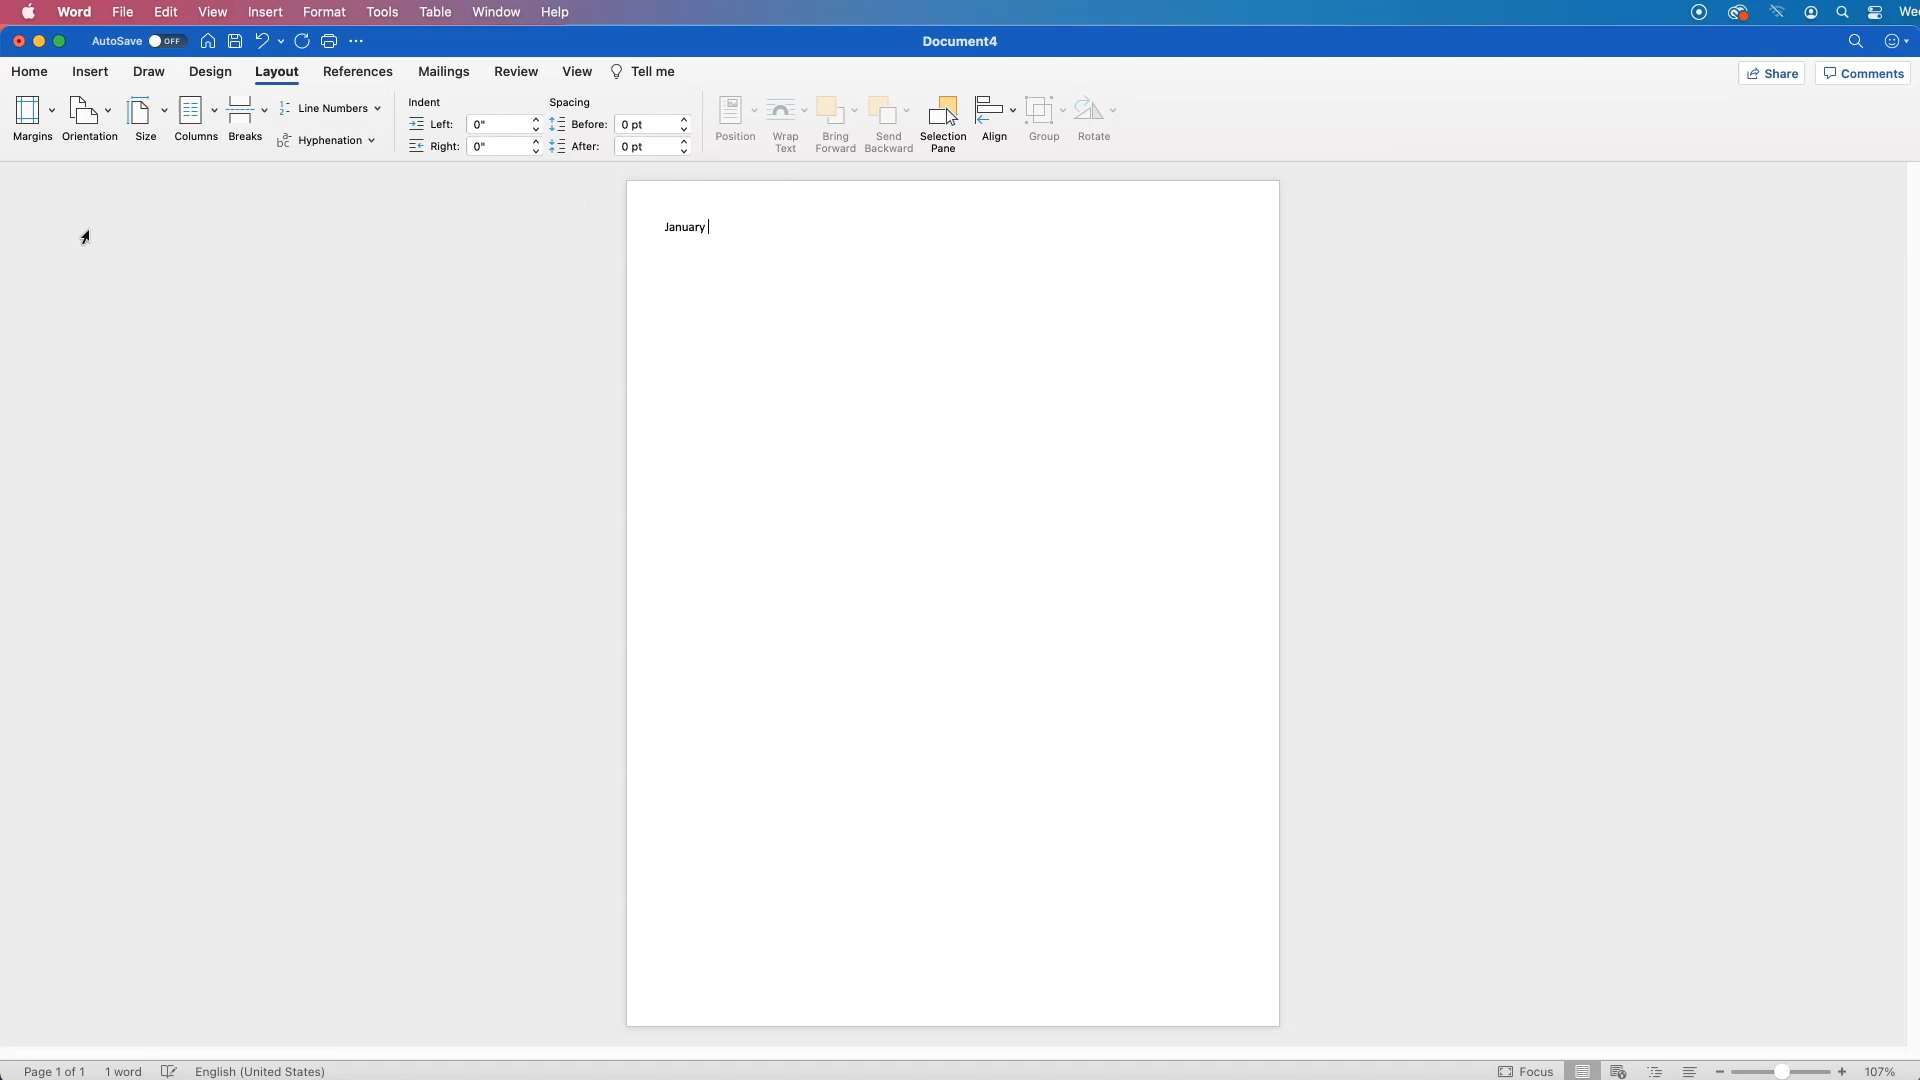 Word File Edit View Insert Format Tools Table Window Help
AutoSave OFF Document4
Home Insert Draw Design Layout References Mailings Review View Tell me Share Comments
Margins Orientation Size Columns Breaks
Line Numbers
Hyphenation
Indent Spacing
Left: 0" Before: 0 pt
Right: 0" After: 0 pt
Position Wrap Text Bring Forward Send Backward Selection Pane Align Group Rotate
January
Page 1 of 1 1 word English (United States) Focus 107%